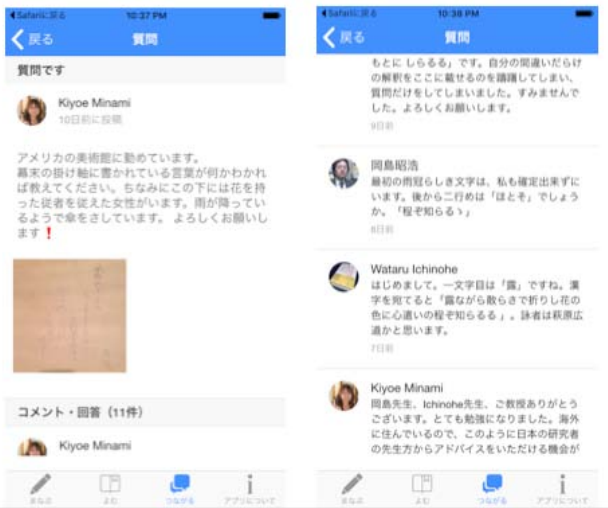 Safariに戻る 10:37 PM
戻る 質問
質問です
Kiyoe Minami
10日前に投稿
アメリカの美術館に勤めています。
幕末の掛け軸に書かれている言葉が何かわかれ
ば教えてください。ちなみにこの下には花を持
った従者を従えた女性がいます。雨が降ってい
るようで傘をさしています。 よろしくお願いし
ます❗
コメント・回答（11件）
Kiyoe Minami
まなぶ よむ つながる アプリについて
Safariに戻る 10:38 PM
戻る 質問
もとに しらるる」です。自分の間違いだらけ
の解釈をここに載せるのを躊躇してしまい、
質問だけをしてしまいました。すみませんで
した。よろしくお願いします。
9日前
岡島昭浩
最初の雨冠らしき文字は、私も確定出来ずに
います。後から二行めは「ほとそ」でしょう
か。「程ぞ知らるゝ」
8日前
Wataru Ichinohe
はじめまして。一文字目は「露」ですね。漢
字を宛てると「露ながら散らさで折りし花の
色に心遣いの程ぞ知らるる 」。詠者は萩原広
道かと思います。
7日前
Kiyoe Minami
岡島先生、Ichinohe先生、ご教授ありがとう
ございます。とても勉強になりました。海外
に住んでいるので、このように日本の研究者
の先生方からアドバイスをいただける機会が
まなぶ よむ つながる アプリについて